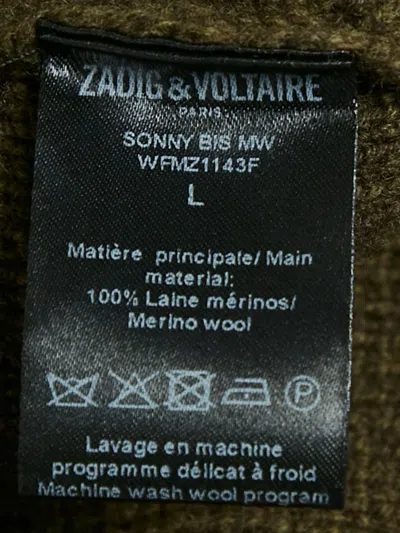 ZADIG & VOLTAIRE
PARIS
SONNY BIS MW
WFMZ1143F
L
Matière principale/ Main
material:
100% Laine mérinos/
Merino wool
P
Lavage en machine
programme délicat à froid
Machine wash wool program